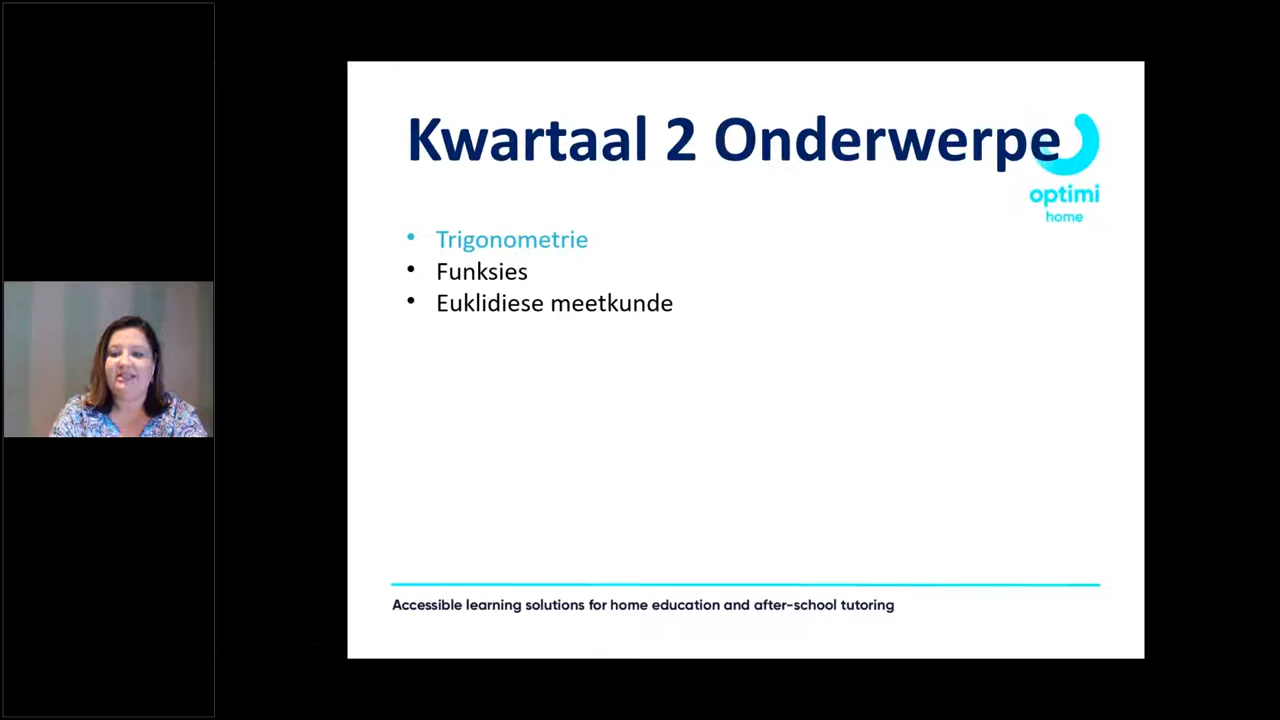 Kwartaal 2 Onderwerpe
optimi
home
• Trigonometrie
• Funksies
• Euklidiese meetkunde
Accessible learning solutions for home education and after-school tutoring